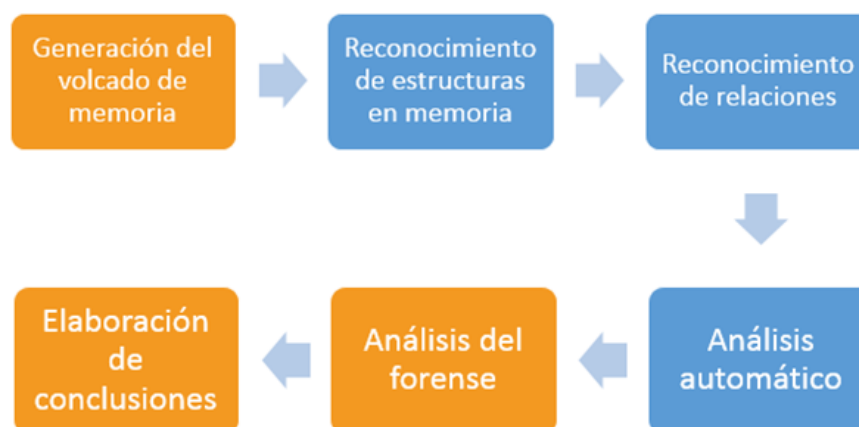 Generación del
volcado de
memoria
Reconocimiento
de estructuras
en memoria
Reconocimiento
de relaciones
Análisis
automático
Análisis del
forense
Elaboración
de
conclusiones